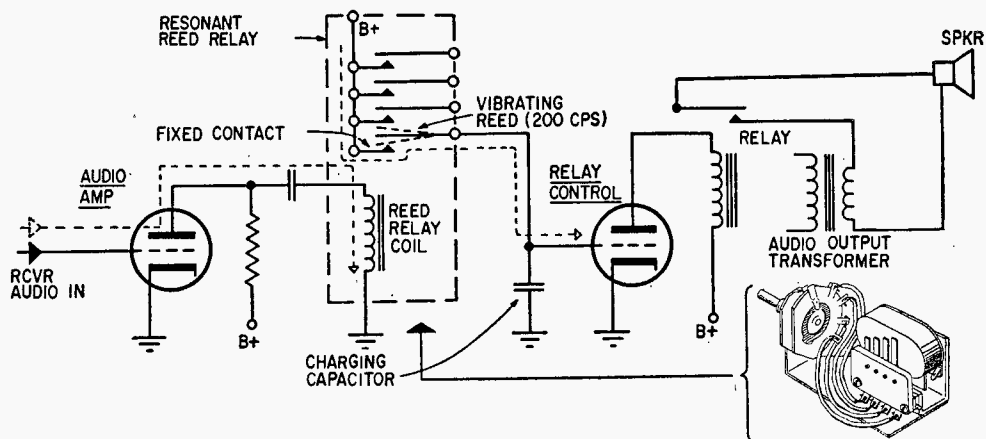 RESONANT
REED RELAY
B+
SPKR
VIBRATING
REED (200 CPS)
FIXED CONTACT
RELAY
AUDIO
AMP
RELAY
CONTROL
REED
RELAY
COIL
RCVR
AUDIO IN
AUDIO OUTPUT
TRANSFORMER
B+
B+
CHARGING
CAPACITOR